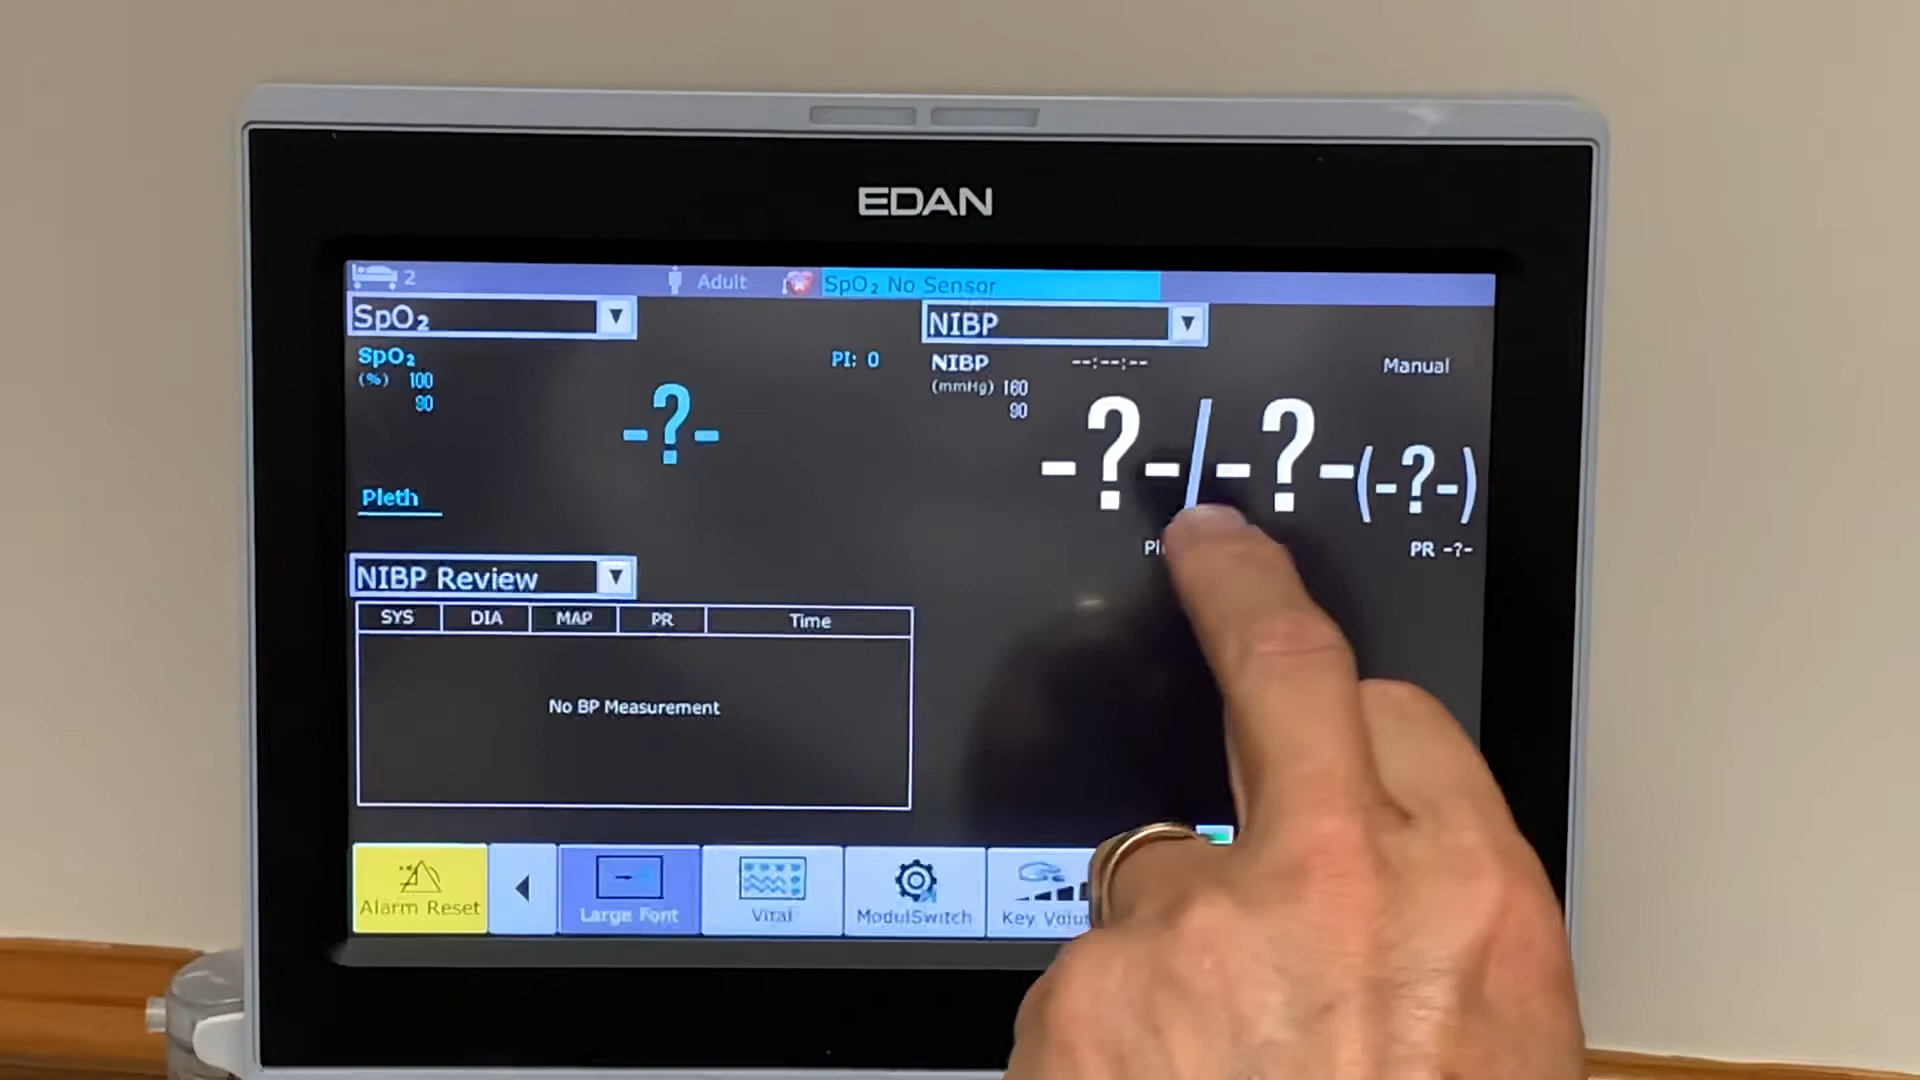 EDAN
2 Adult SpO₂ No Sensor
SpO₂
SpO₂ PI: 0
(%) 100
90
-?-
Pleth
NIBP
NIBP --:--:-- Manual
(mmHg) 160
90
-?-/-?-(-?-)
PR -?-
NIBP Review
SYS DIA MAP PR Time
No BP Measurement
Alarm Reset
Large Font
Vital
ModulSwitch
Key